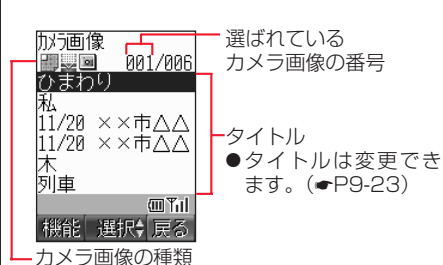 ｶﾒﾗ画像
001/006
ひまわり
私
11/20 ××市△△
11/20 ××市△△
木
列車
機能 選択 戻る
選ばれている
カメラ画像の番号
タイトル
●タイトルは変更でき
ます。(☛P9-23)
カメラ画像の種類